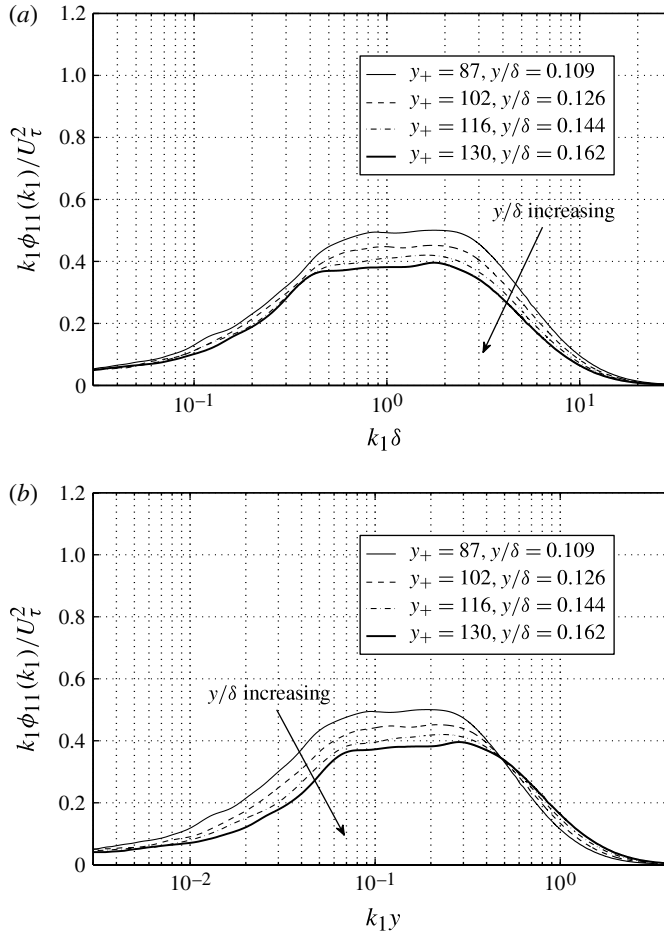 (a)
1.2
1.0
0.8
0.6
0.4
0.2
0
k₁ϕ₁₁(k₁)/U²τ
y₊ = 87, y/δ = 0.109
y₊ = 102, y/δ = 0.126
y₊ = 116, y/δ = 0.144
y₊ = 130, y/δ = 0.162
y/δ increasing
10⁻¹ 10⁰ 10¹
k₁δ
(b)
1.2
1.0
0.8
0.6
0.4
0.2
0
k₁ϕ₁₁(k₁)/U²τ
y₊ = 87, y/δ = 0.109
y₊ = 102, y/δ = 0.126
y₊ = 116, y/δ = 0.144
y₊ = 130, y/δ = 0.162
y/δ increasing
10⁻² 10⁻¹ 10⁰
k₁y